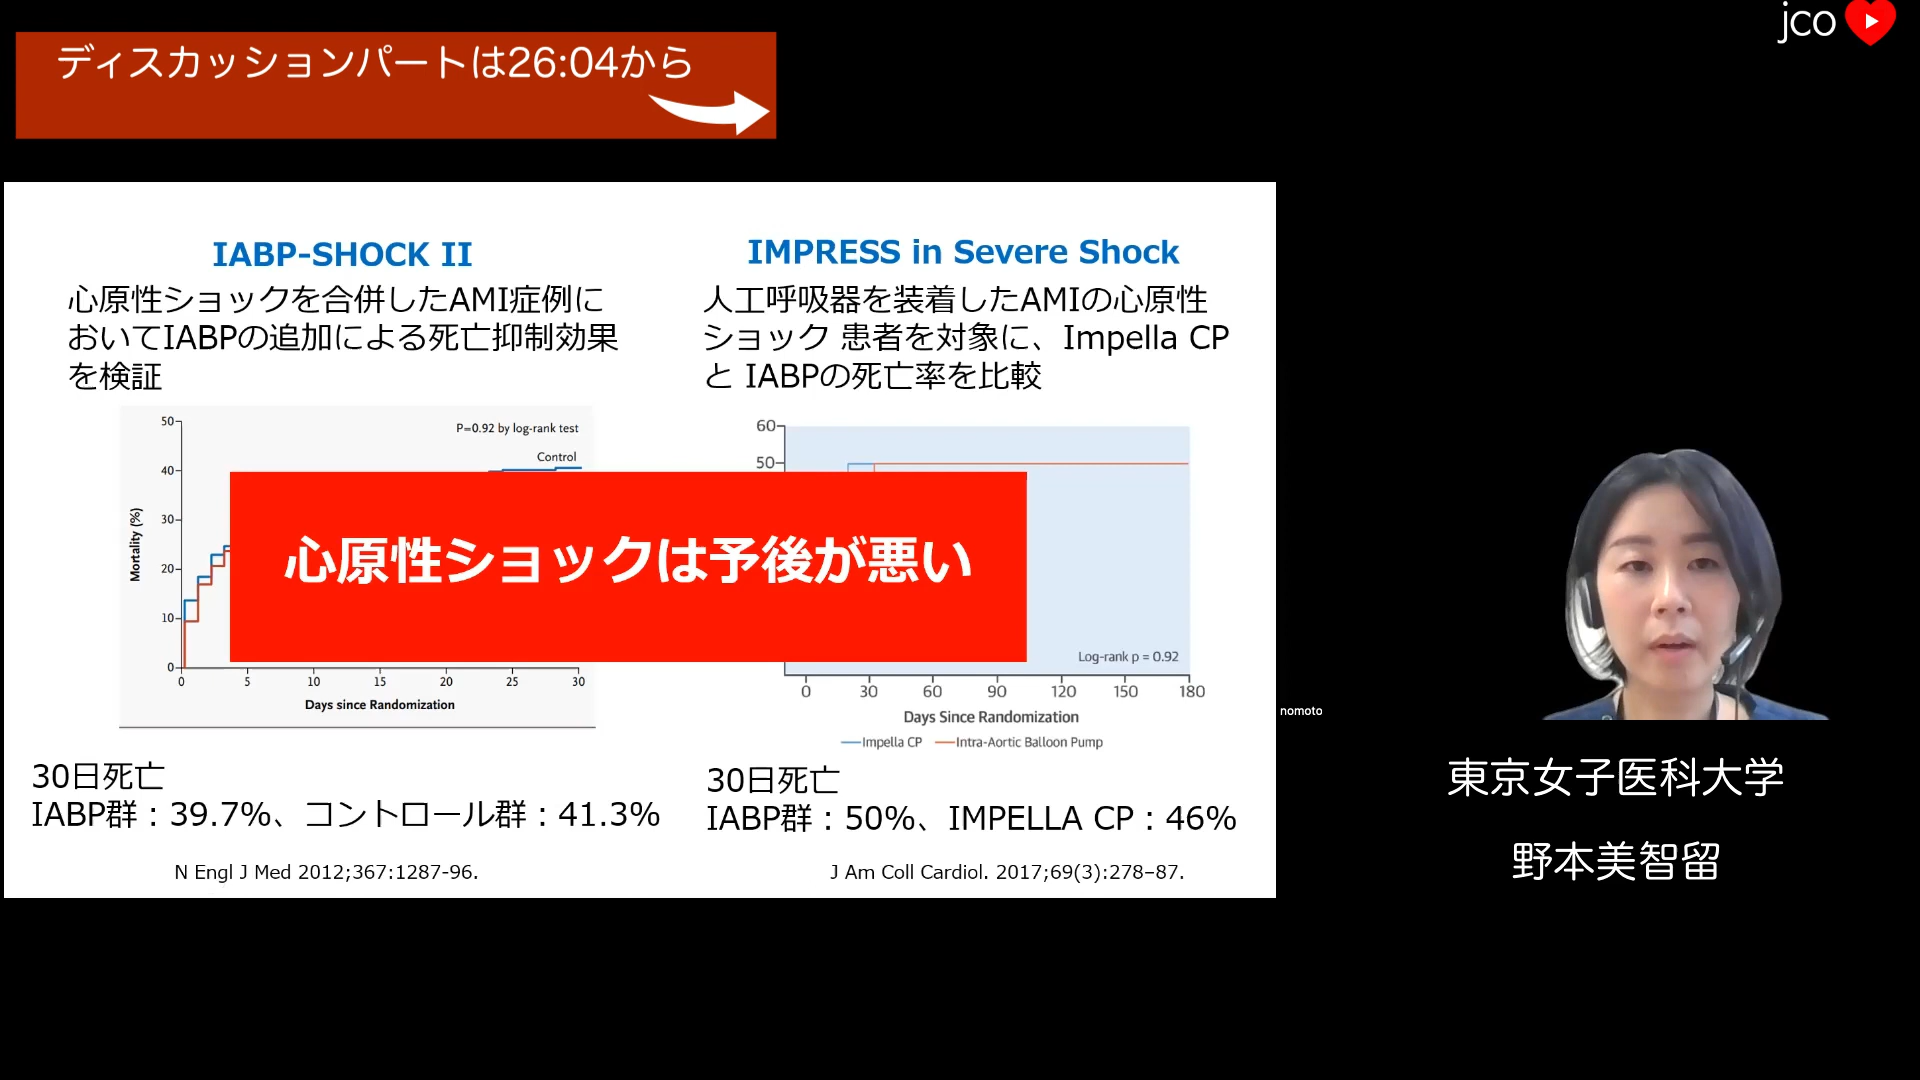 jco
ディスカッションパートは26:04から
IABP-SHOCK II
心原性ショックを合併したAMI症例に
おいてIABPの追加による死亡抑制効果
を検証
50
P=0.92 by log-rank test
Control
40
30
20
10
0
Mortality (%)
0 5 10 15 20 25 30
Days since Randomization
30日死亡
IABP群：39.7%、コントロール群：41.3%
N Engl J Med 2012;367:1287-96.
IMPRESS in Severe Shock
人工呼吸器を装着したAMIの心原性
ショック 患者を対象に、Impella CP
と IABPの死亡率を比較
60
50
Log-rank p = 0.92
0 30 60 90 120 150 180
Days Since Randomization
Impella CP Intra-Aortic Balloon Pump
30日死亡
IABP群：50%、IMPELLA CP：46%
J Am Coll Cardiol. 2017;69(3):278–87.
心原性ショックは予後が悪い
nomoto
東京女子医科大学
野本美智留